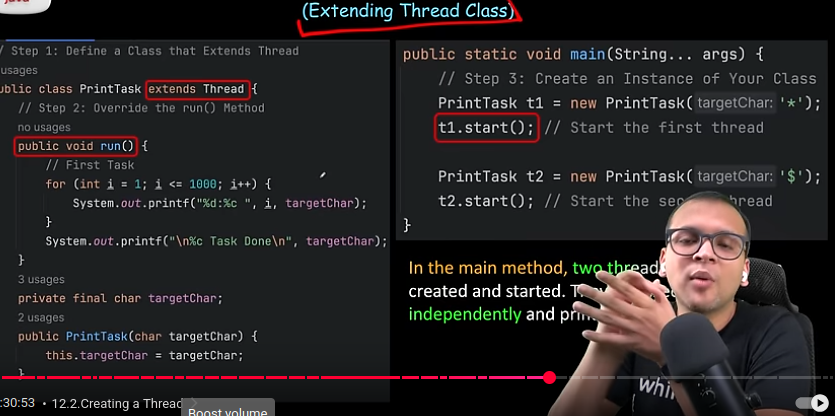 java
(Extending Thread Class)
/ Step 1: Define a Class that Extends Thread
usages
ublic class PrintTask extends Thread {
// Step 2: Override the run() Method
no usages
public void run() {
// First Task
for (int i = 1; i <= 1000; i++) {
System.out.printf("%d:%c ", i, targetChar);
}
System.out.printf("\n%c Task Done\n", targetChar);
}
3 usages
private final char targetChar;
2 usages
public PrintTask(char targetChar) {
this.targetChar = targetChar;
}
public static void main(String... args) {
// Step 3: Create an Instance of Your Class
PrintTask t1 = new PrintTask( targetChar: '*');
t1.start(); // Start the first thread
PrintTask t2 = new PrintTask( targetChar: '$');
t2.start(); // Start the sec read
}
In the main method, two thread
created and started. T
independently and prin
whi
:30:53 • 12.2.Creating a Thread >
Boost volume